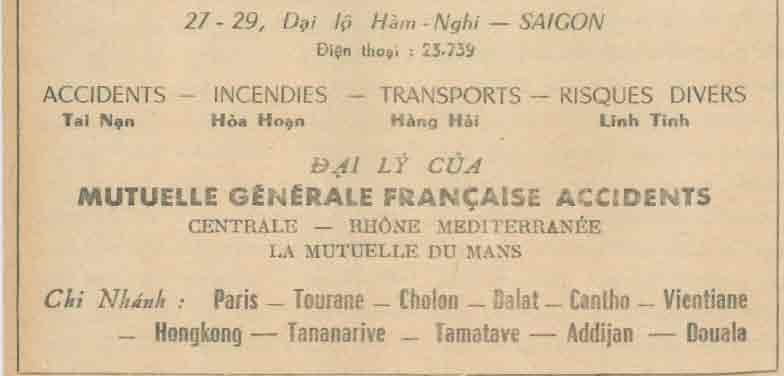 27 - 29, Dại lộ Hàm - Nghi — SAIGON
Điện thoại : 23.739
ACCIDENTS — INCENDIES — TRANSPORTS — RISQUES DIVERS
Tai Nạn Hỏa Hoạn Hàng Hải Linh Tinh
ĐẠI LÝ CỦA
MUTUELLE GÉNÉRALE FRANÇAISE ACCIDENTS
CENTRALE — RHÔNE MEDITERRANÉE
LA MUTUELLE DU MANS
Chi Nhánh : Paris — Tourane — Cholon — Dalat — Cantho — Vientiane
— Hongkong — Tananarive — Tamatave — Addijan — Douala